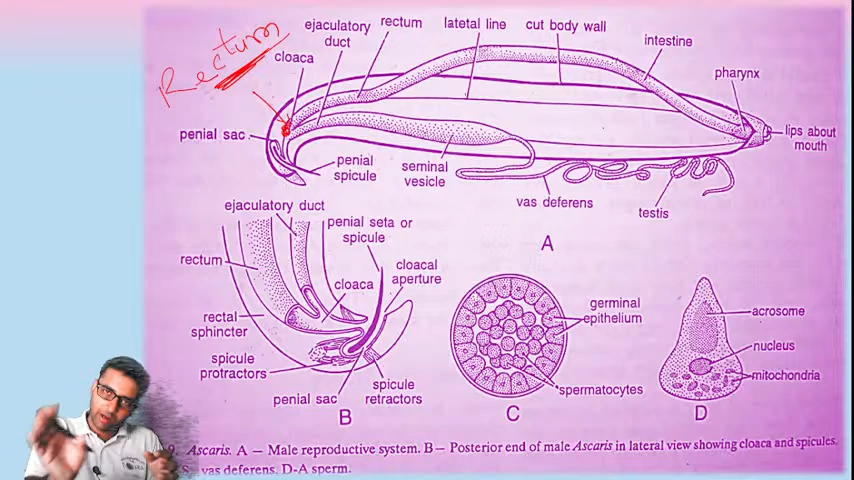 Rectum
ejaculatory
duct
rectum
latetal line
cut body wall
intestine
cloaca
pharynx
penial sac
lips about
mouth
penial
spicule
seminal
vesicle
vas deferens
testis
A
ejaculatory duct
penial seta or
spicule
rectum
cloacal
aperture
cloaca
germinal
epithelium
acrosome
rectal
sphincter
nucleus
spicule
protractors
mitochondria
spicule
retractors
spermatocytes
penial sac
B
C
D
Ascaris. A — Male reproductive system. B— Posterior end of male Ascaris in lateral view showing cloaca and spicules.
vas deferens. D-A sperm.